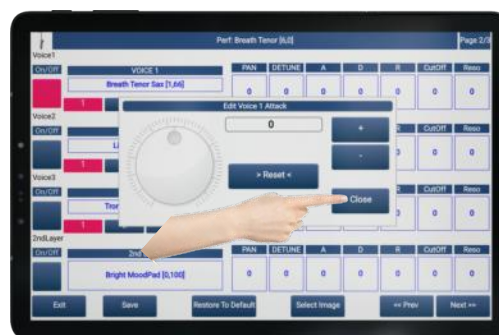 Perf: Breath Tenor [6,0]
Page 2/3
Voice1
On/Off VOICE 1 PAN DETUNE A D R CutOff Reso
Breath Tenor Sax [1,66] 0 0 0 0 0 0 0
1
Edit Voice 1 Attack
0
+
Voice2
On/Off R CutOff Reso
-
0 0
1
> Reset <
Voice3
On/Off R CutOff Reso
Close
0 0 0
1
2ndLayer
On/Off PAN DETUNE A D R CutOff Reso
Bright MoodPad [0,100] 0 0 0 0 0 0 0
Exit Save Restore To Default Select Image << Prev Next >>